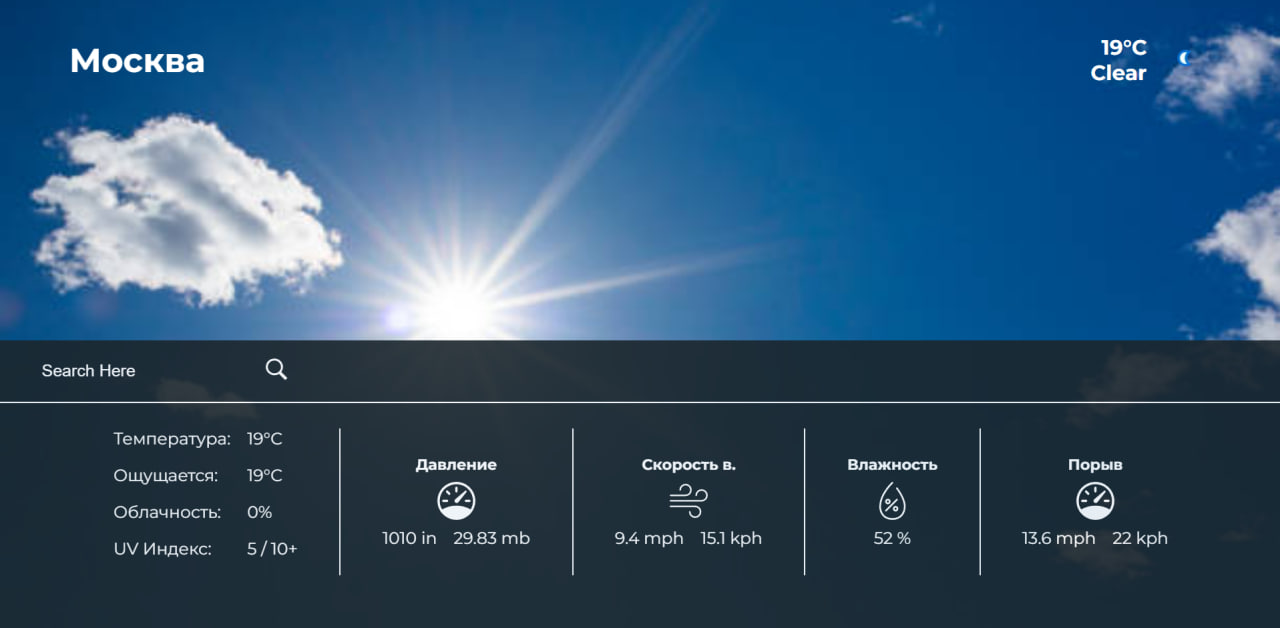 Москва
19°C
Clear
Search Here
Температура: 19°C
Ощущается: 19°C
Облачность: 0%
UV Индекс: 5 / 10+
Давление
1010 in 29.83 mb
Скорость в.
9.4 mph 15.1 kph
Влажность
52 %
Порыв
13.6 mph 22 kph